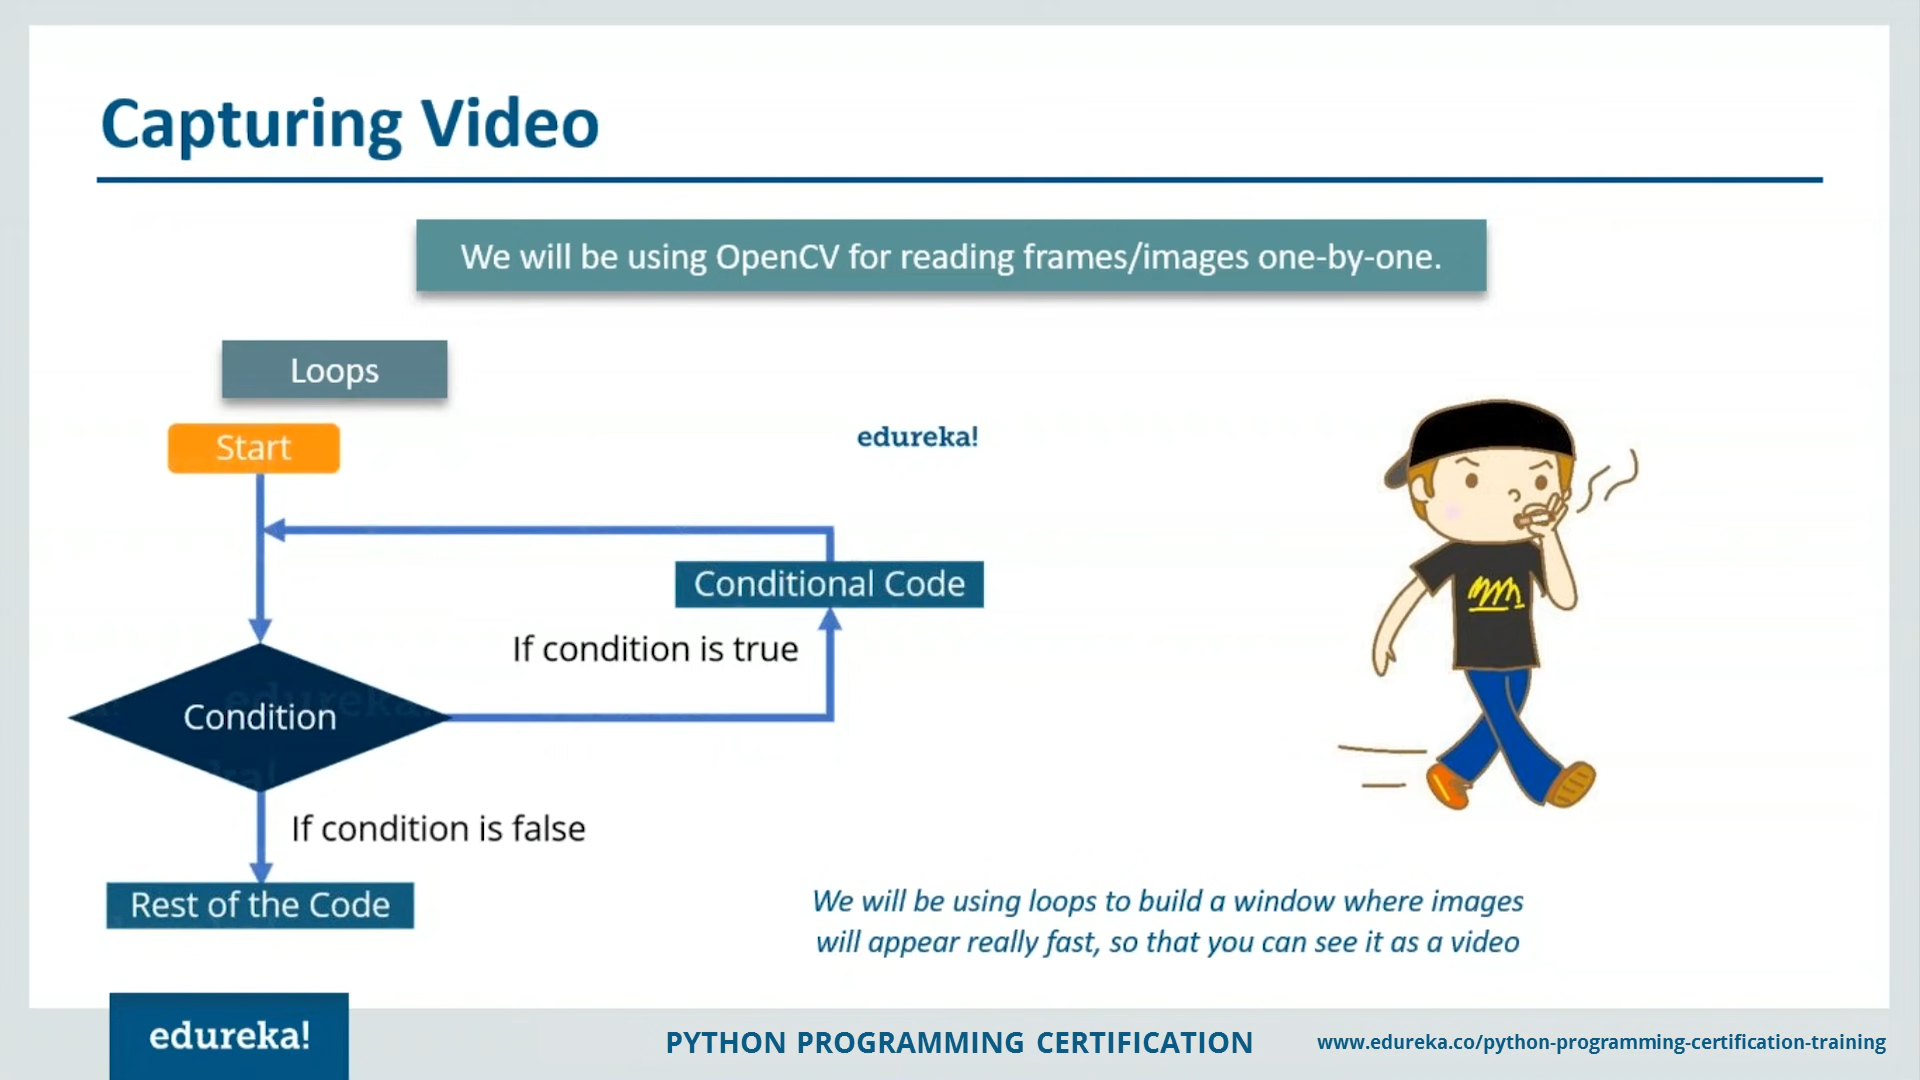 Capturing Video
We will be using OpenCV for reading frames/images one-by-one.
Loops
Start
edureka!
Conditional Code
If condition is true
Condition
If condition is false
Rest of the Code
We will be using loops to build a window where images
will appear really fast, so that you can see it as a video
edureka!
PYTHON PROGRAMMING CERTIFICATION
www.edureka.co/python-programming-certification-training